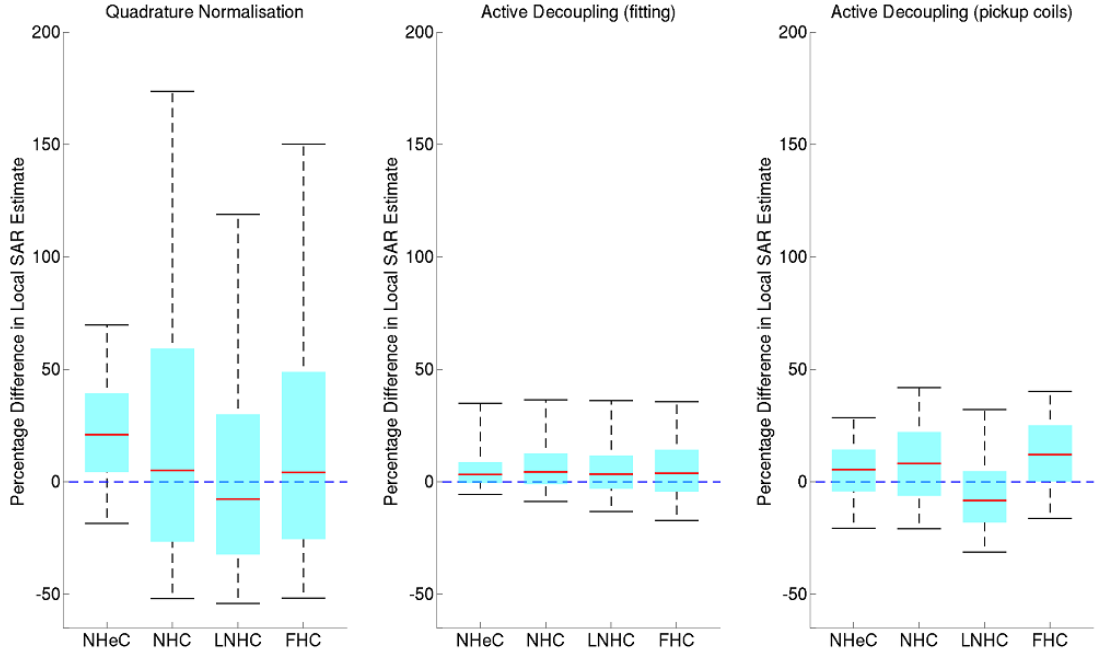 Quadrature Normalisation
Percentage Difference in Local SAR Estimate
200
150
100
50
0
-50
NHeC NHC LNHC FHC
Active Decoupling (fitting)
Percentage Difference in Local SAR Estimate
200
150
100
50
0
-50
NHeC NHC LNHC FHC
Active Decoupling (pickup coils)
Percentage Difference in Local SAR Estimate
200
150
100
50
0
-50
NHeC NHC LNHC FHC